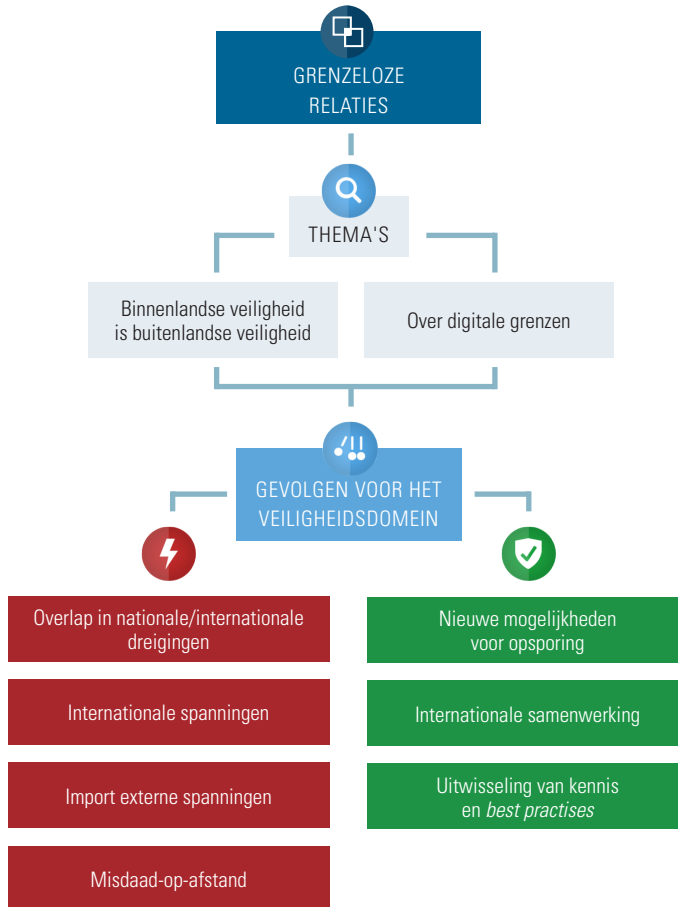 GRENZELOZE
RELATIES
THEMA'S
Binnenlandse veiligheid
is buitenlandse veiligheid
Over digitale grenzen
GEVOLGEN VOOR HET
VEILIGHEIDSDOMEIN
Overlap in nationale/internationale
dreigingen
Internationale spanningen
Import externe spanningen
Misdaad-op-afstand
Nieuwe mogelijkheden
voor opsporing
Internationale samenwerking
Uitwisseling van kennis
en best practises